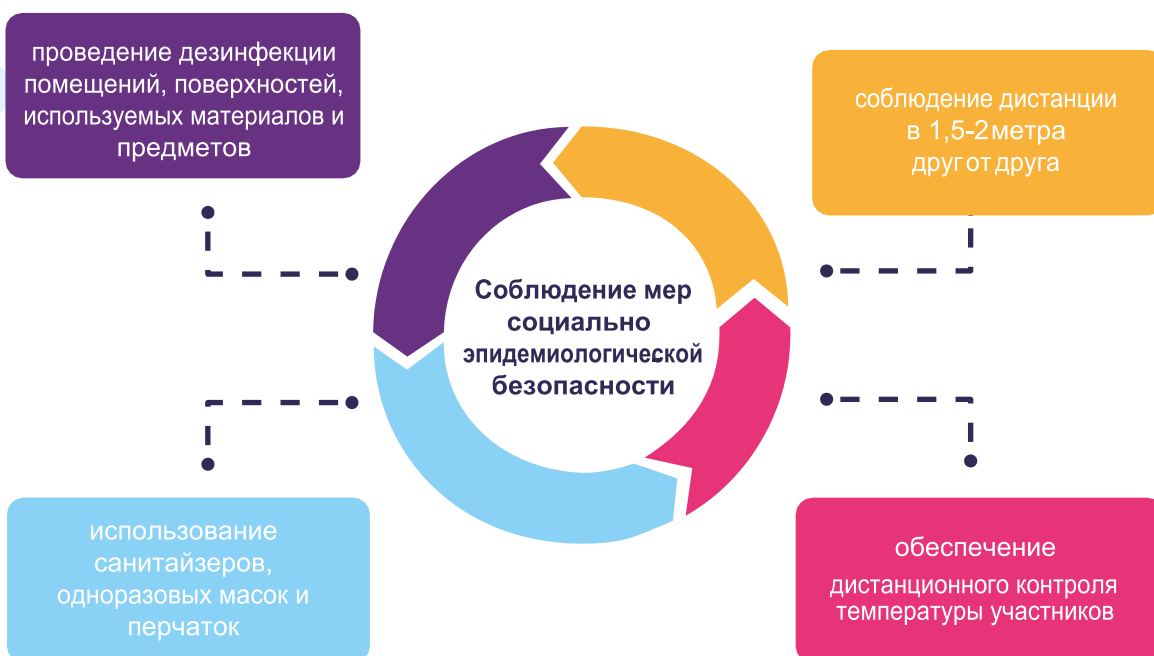 проведение дезинфекции
помещений, поверхностей,
используемых материалов и
предметов
соблюдение дистанции
в 1,5-2 метра
друг от друга
Соблюдение мер
социально
эпидемиологической
безопасности
использование
санитайзеров,
одноразовых масок и
перчаток
обеспечение
дистанционного контроля
температуры участников